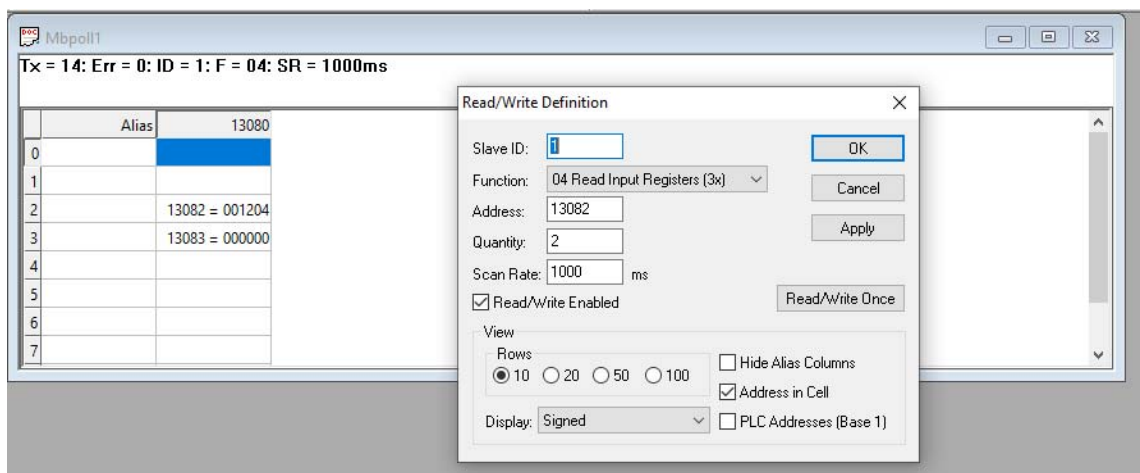 Mbpoll1
Tx = 14: Err = 0: ID = 1: F = 04: SR = 1000ms
Alias 13080
0
1
2 13082 = 001204
3 13083 = 000000
4
5
6
7
Read/Write Definition
Slave ID: 1
OK
Function: 04 Read Input Registers (3x)
Cancel
Address: 13082
Apply
Quantity: 2
Scan Rate: 1000 ms
Read/Write Enabled
Read/Write Once
View
Rows
10 20 50 100
Hide Alias Columns
Address in Cell
Display: Signed
PLC Addresses (Base 1)